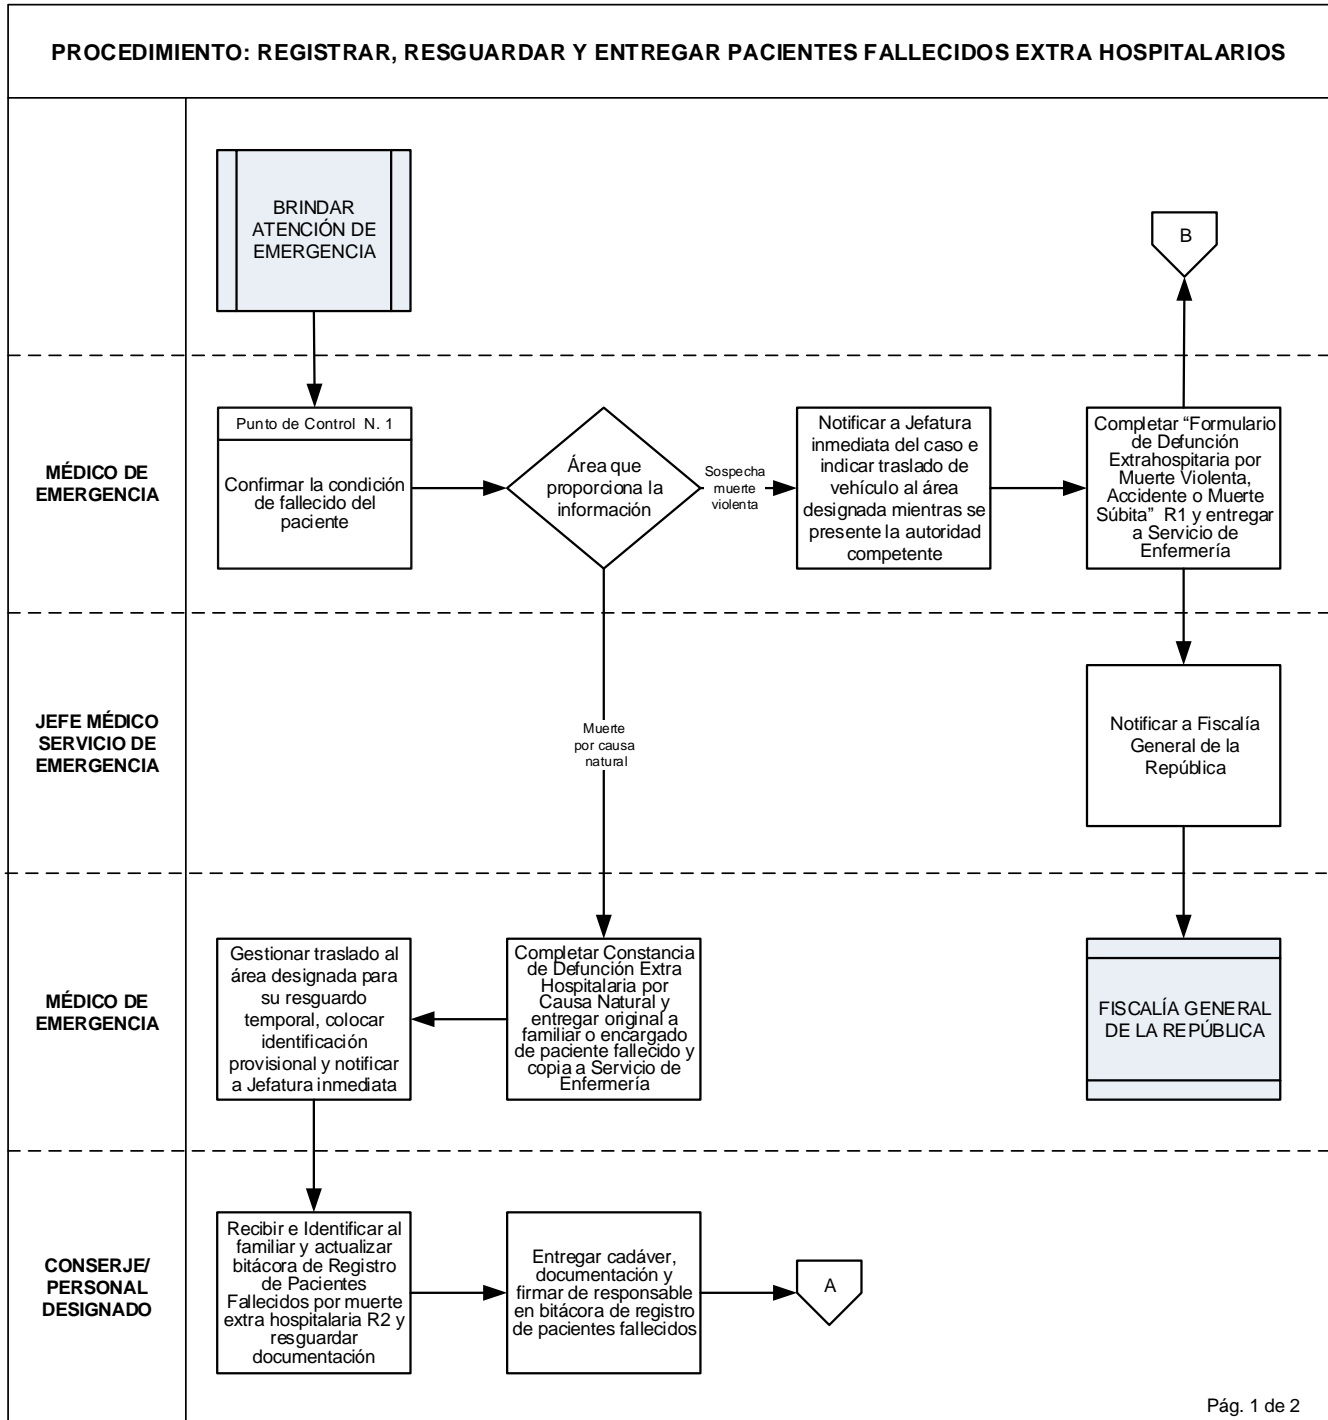 PROCEDIMIENTO: REGISTRAR, RESGUARDAR Y ENTREGAR PACIENTES FALLECIDOS EXTRA HOSPITALARIOS
BRINDAR
ATENCIÓN DE
EMERGENCIA
B
MÉDICO DE
EMERGENCIA
Punto de Control N. 1
Confirmar la condición
de fallecido del
paciente
Área que
proporciona la
información
Sospecha
muerte
violenta
Notificar a Jefatura
inmediata del caso e
indicar traslado de
vehículo al área
designada mientras se
presente la autoridad
competente
Completar “Formulario
de Defunción
Extrahospitaria por
Muerte Violenta,
Accidente o Muerte
Súbita” R1 y entregar
a Servicio de
Enfermería
JEFE MÉDICO
SERVICIO DE
EMERGENCIA
Muerte
por causa
natural
Notificar a Fiscalía
General de la
República
MÉDICO DE
EMERGENCIA
Gestionar traslado al
área designada para
su resguardo
temporal, colocar
identificación
provisional y notificar
a Jefatura inmediata
Completar Constancia
de Defunción Extra
Hospitalaria por
Causa Natural y
entregar original a
familiar o encargado
de paciente fallecido y
copia a Servicio de
Enfermería
FISCALÍA GENERAL
DE LA REPÚBLICA
CONSERJE/
PERSONAL
DESIGNADO
Recibir e Identificar al
familiar y actualizar
bitácora de Registro
de Pacientes
Fallecidos por muerte
extra hospitalaria R2 y
resguardar
documentación
Entregar cadáver,
documentación y
firmar de responsable
en bitácora de registro
de pacientes fallecidos
A
Pág. 1 de 2